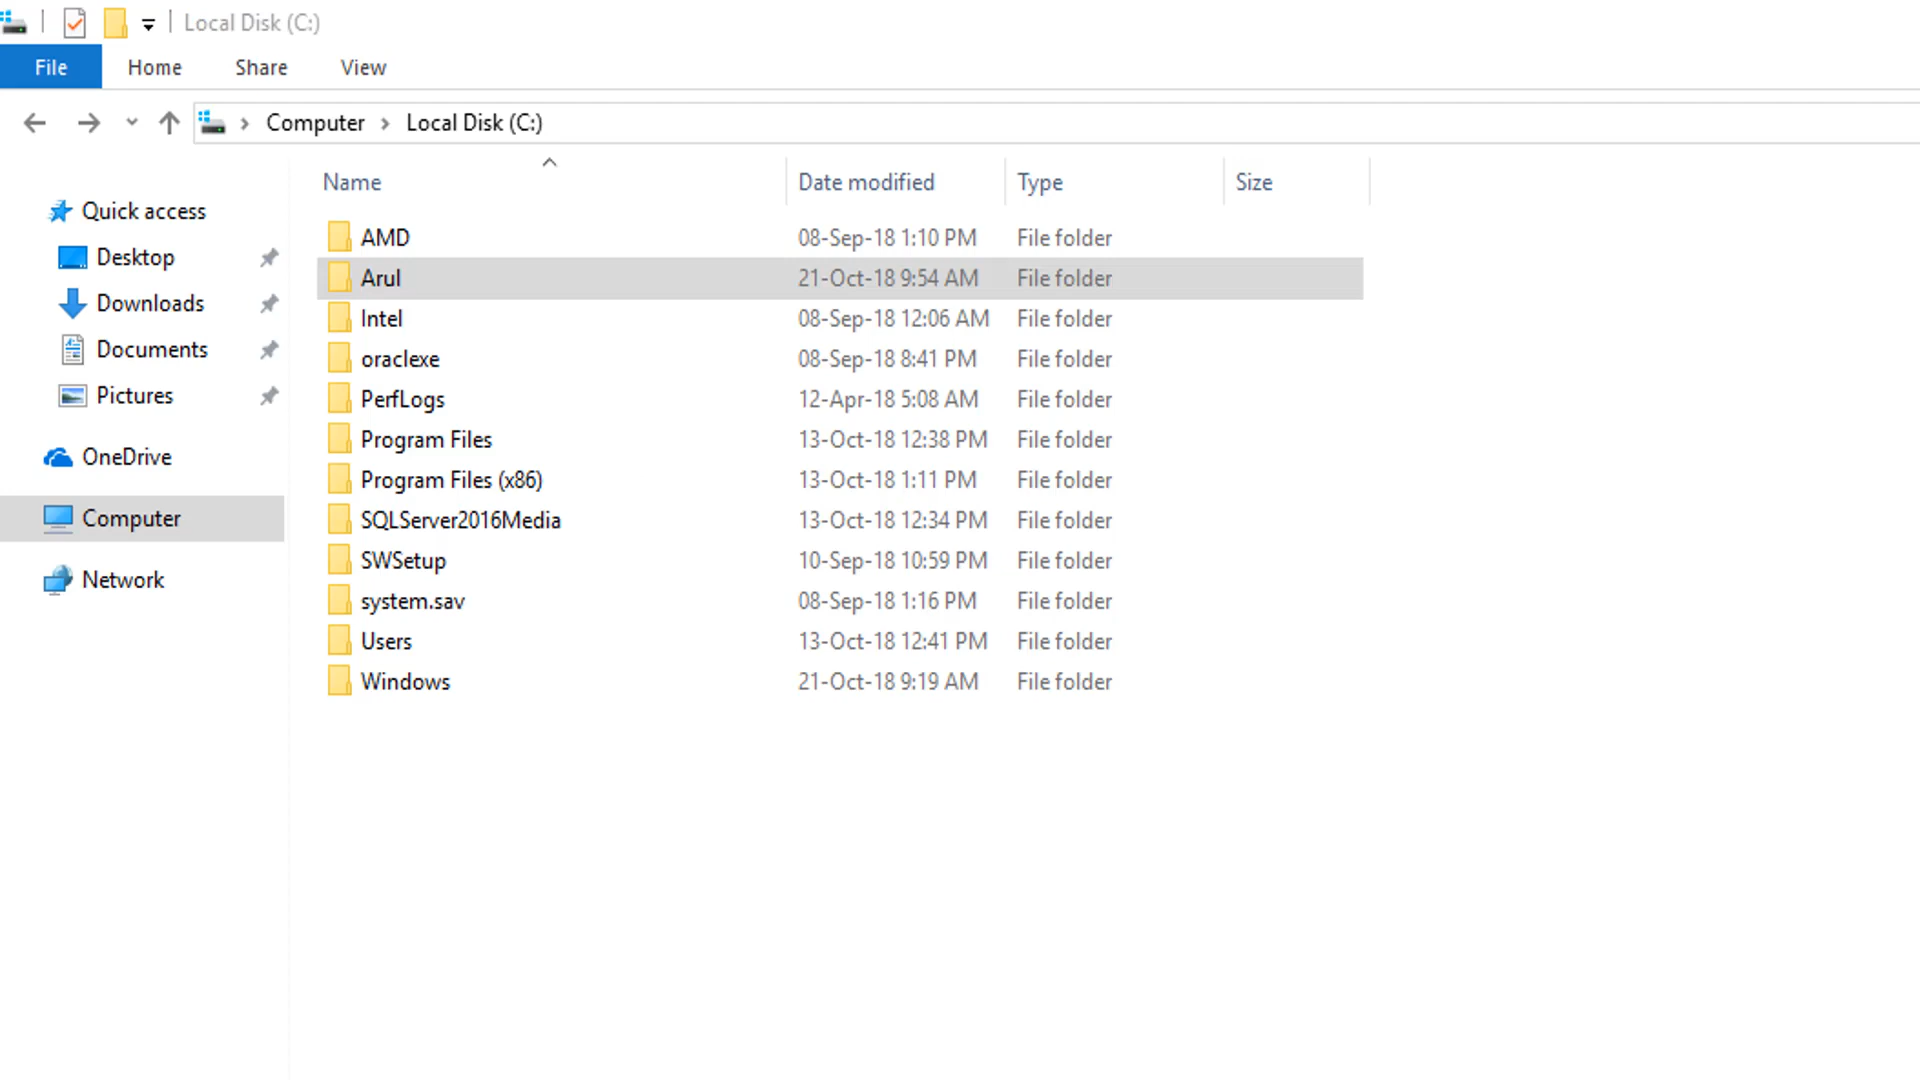 Local Disk (C:)
File Home Share View
Computer Local Disk (C:)
Name Date modified Type Size
Quick access
Desktop
Downloads
Documents
Pictures
OneDrive
Computer
Network
AMD 08-Sep-18 1:10 PM File folder
Arul 21-Oct-18 9:54 AM File folder
Intel 08-Sep-18 12:06 AM File folder
oraclexe 08-Sep-18 8:41 PM File folder
PerfLogs 12-Apr-18 5:08 AM File folder
Program Files 13-Oct-18 12:38 PM File folder
Program Files (x86) 13-Oct-18 1:11 PM File folder
SQLServer2016Media 13-Oct-18 12:34 PM File folder
SWSetup 10-Sep-18 10:59 PM File folder
system.sav 08-Sep-18 1:16 PM File folder
Users 13-Oct-18 12:41 PM File folder
Windows 21-Oct-18 9:19 AM File folder